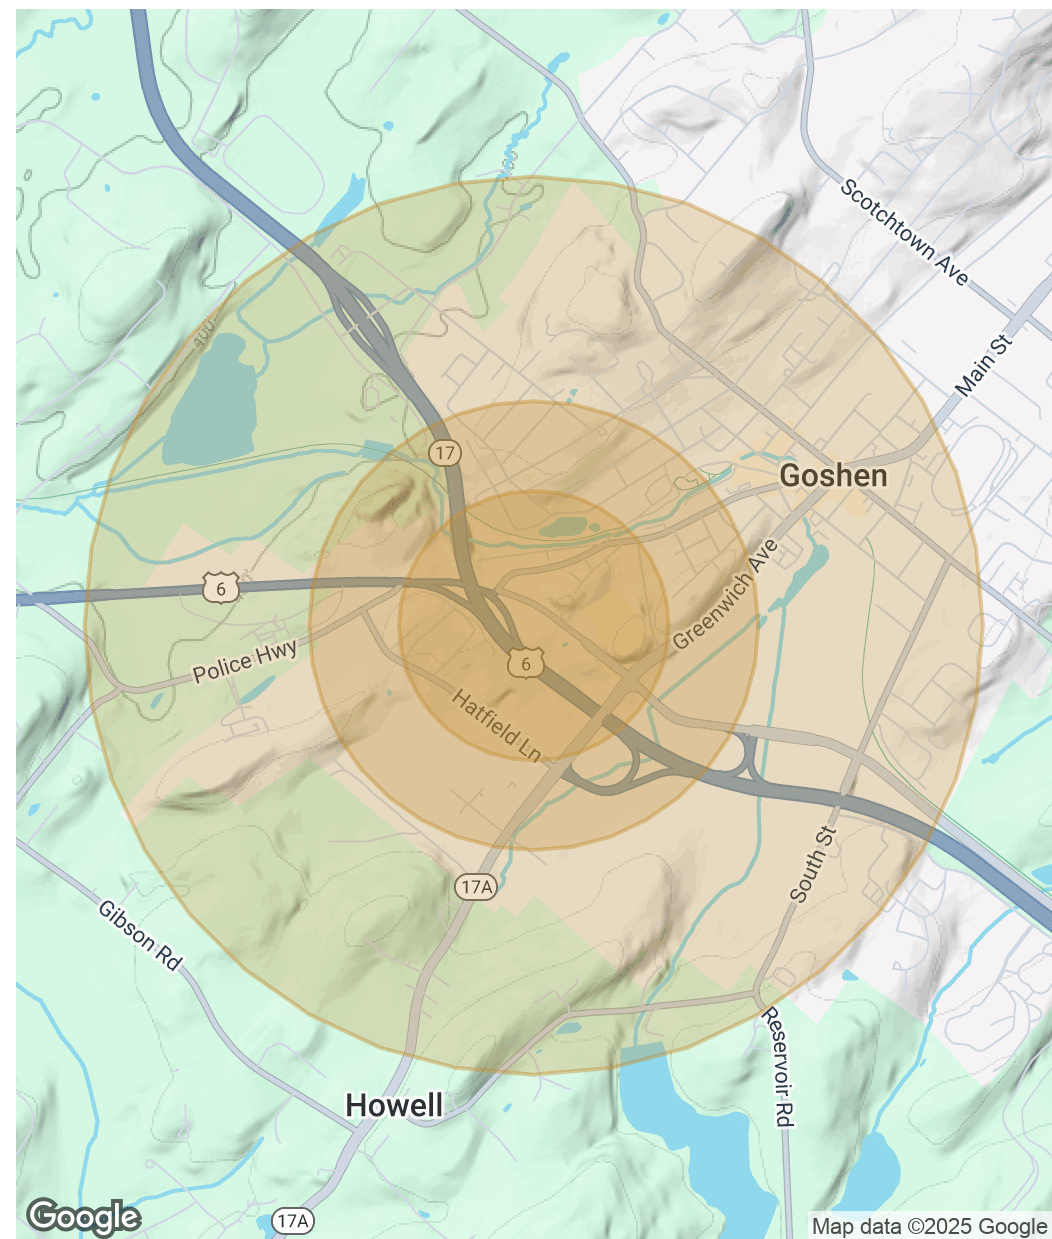 Scotchtown Ave
400
Main St
17
Goshen
Greenwich Ave
6
Police Hwy
6
Hatfield Ln
South St
17A
Gibson Rd
Reservoir Rd
Howell
Google
17A
Map data ©2025 Google